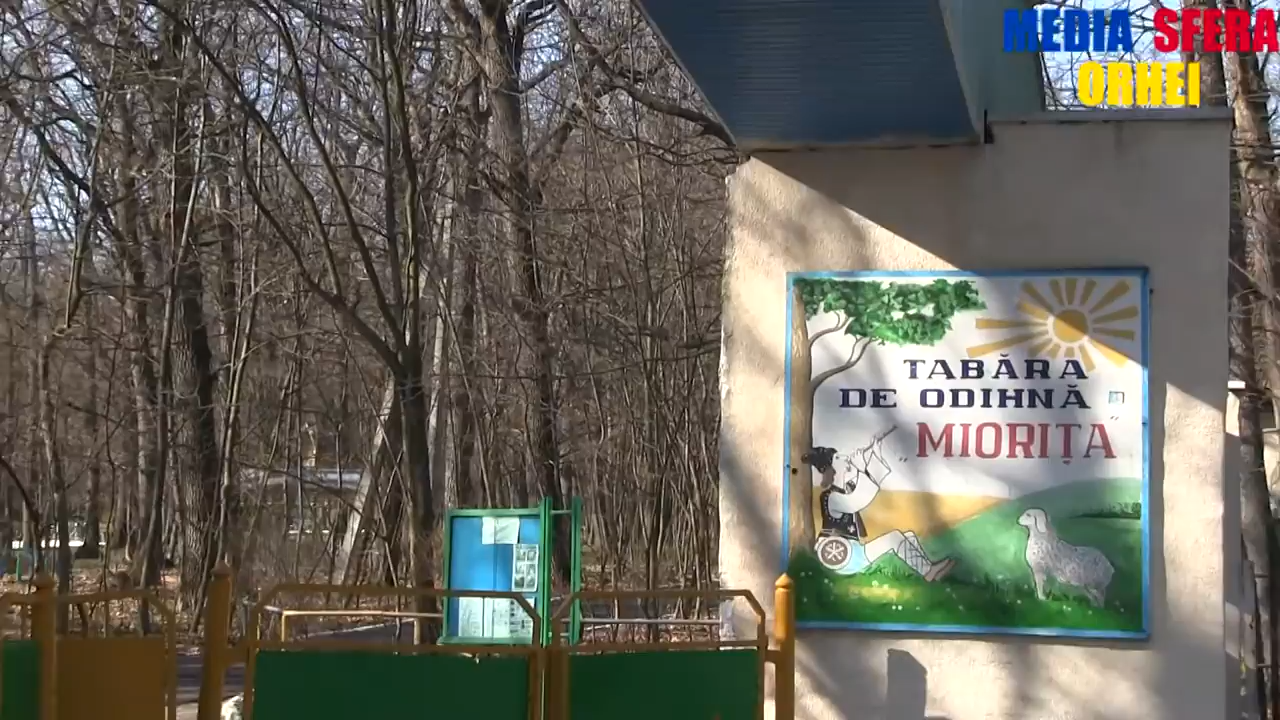 MEDIA SFERA
ORHEI
TABĂRA
DE ODIHNĂ
„MIORIȚA”